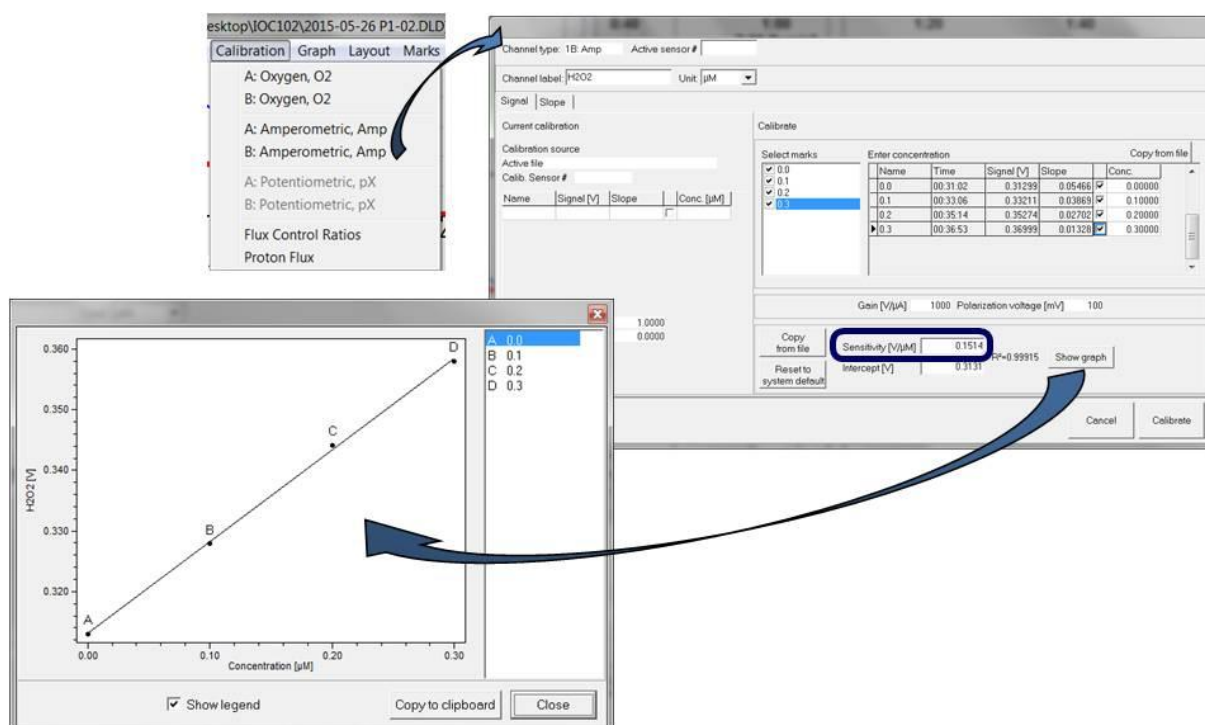 esktop\IOC102\2015-05-26 P1-02.DLD
Calibration Graph Layout Marks
A: Oxygen, O2
B: Oxygen, O2
A: Amperometric, Amp
B: Amperometric, Amp
A: Potentiometric, pX
B: Potentiometric, pX
Flux Control Ratios
Proton Flux
0:40 1:00 1:20 1:40
Channel type: 1B: Amp Active sensor #
Channel label: H2O2 Unit: µM
Signal Slope
Current calibration
Calibration source
Active file
Calib. Sensor #
Name Signal [V] Slope Conc. [µM]
1.0000
0.0000
Calibrate
Select marks
0.0
0.1
0.2
0.3
Enter concentration Copy from file
Name Time Signal [V] Slope Conc.
0.0 00:31:02 0.31299 0.05466 0.00000
0.1 00:33:06 0.33211 0.03869 0.10000
0.2 00:35:14 0.35274 0.02702 0.20000
0.3 00:36:53 0.36999 0.01328 0.30000
Gain [V/µA] 1000 Polarization voltage [mV] 100
Copy from file
Sensitivity [V/µM] 0.1514
R²=0.99915 Show graph
Reset to system default
Intercept [V] 0.3131
Cancel Calibrate
0.360
0.350
0.340
0.330
0.320
H2O2 [V]
A
B
C
D
0.00 0.10 0.20 0.30
Concentration [µM]
A 0.0
B 0.1
C 0.2
D 0.3
Show legend Copy to clipboard Close